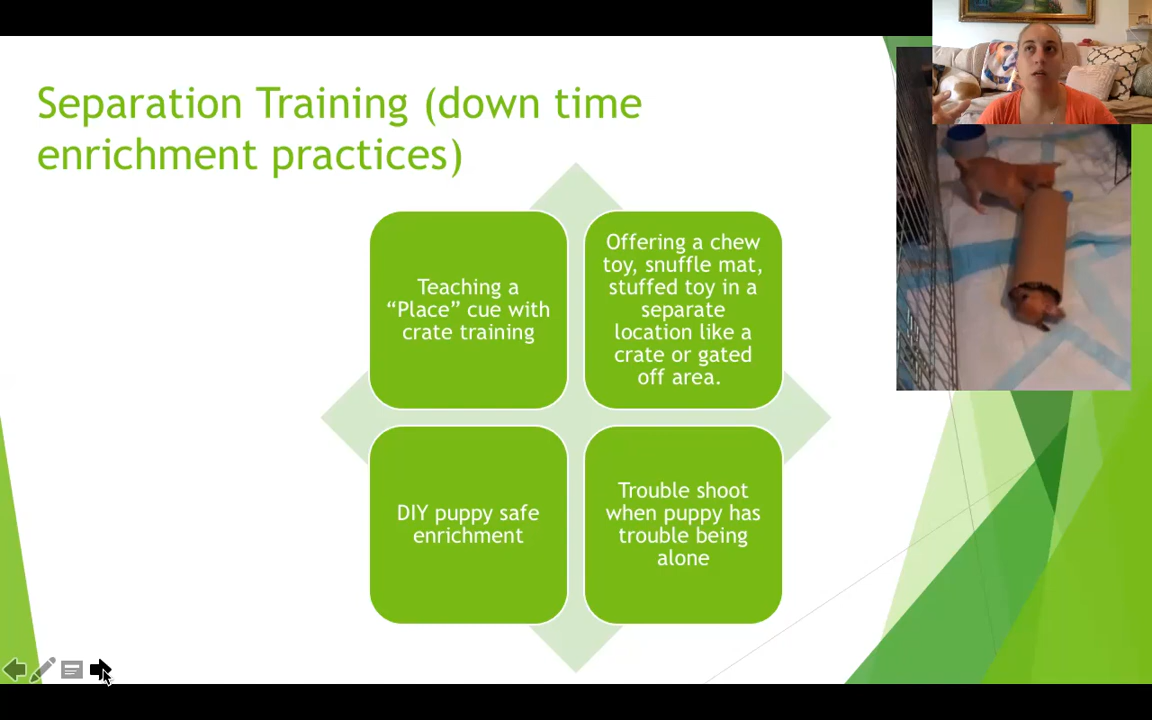 Separation Training (down time
enrichment practices)
Teaching a
“Place” cue with
crate training
Offering a chew
toy, snuffle mat,
stuffed toy in a
separate
location like a
crate or gated
off area.
DIY puppy safe
enrichment
Trouble shoot
when puppy has
trouble being
alone